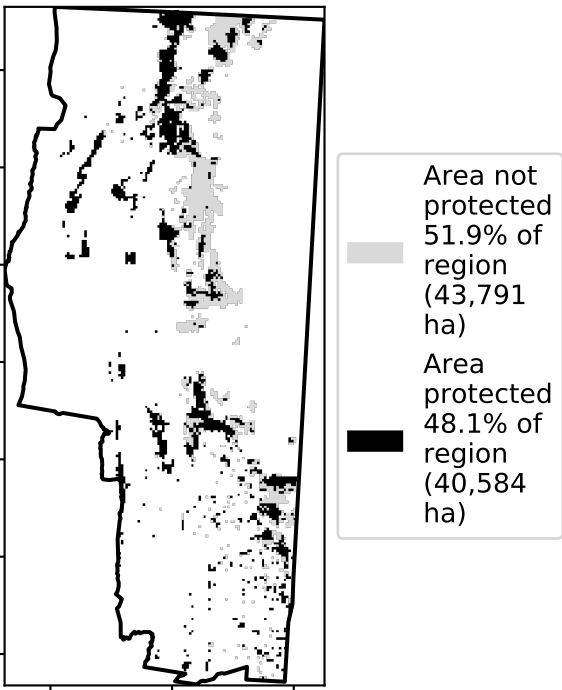 Area not
protected
51.9% of
region
(43,791
ha)
Area
protected
48.1% of
region
(40,584
ha)